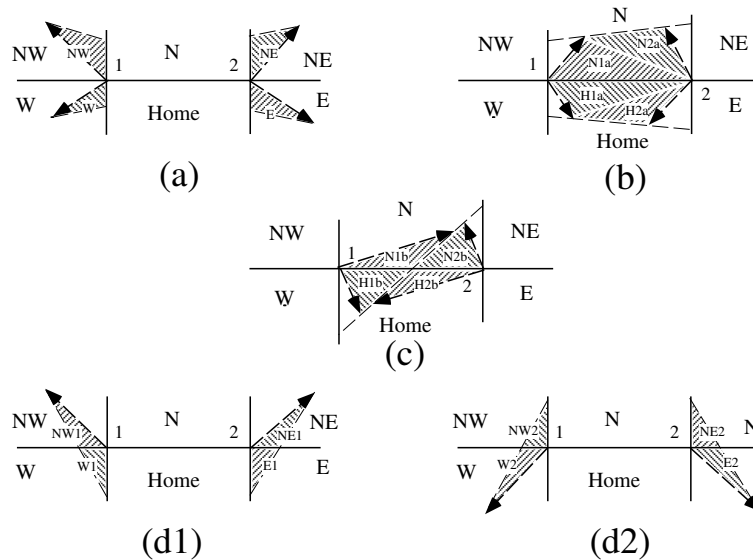 N N
NW NW NE 1 2 NE NW N2a NE
N1a
W W E E 1 2
Home W H1a H2a E
Home
(a) (b)
N
NW NE
1 N1b N2b
W H1b H2b 2 E
Home
(c)
NW N NE NW N N
NW1 1 2 NE1 NW2 1 2 NE2
W W1 E1 E W W2 E2
Home Home
(d1) (d2)